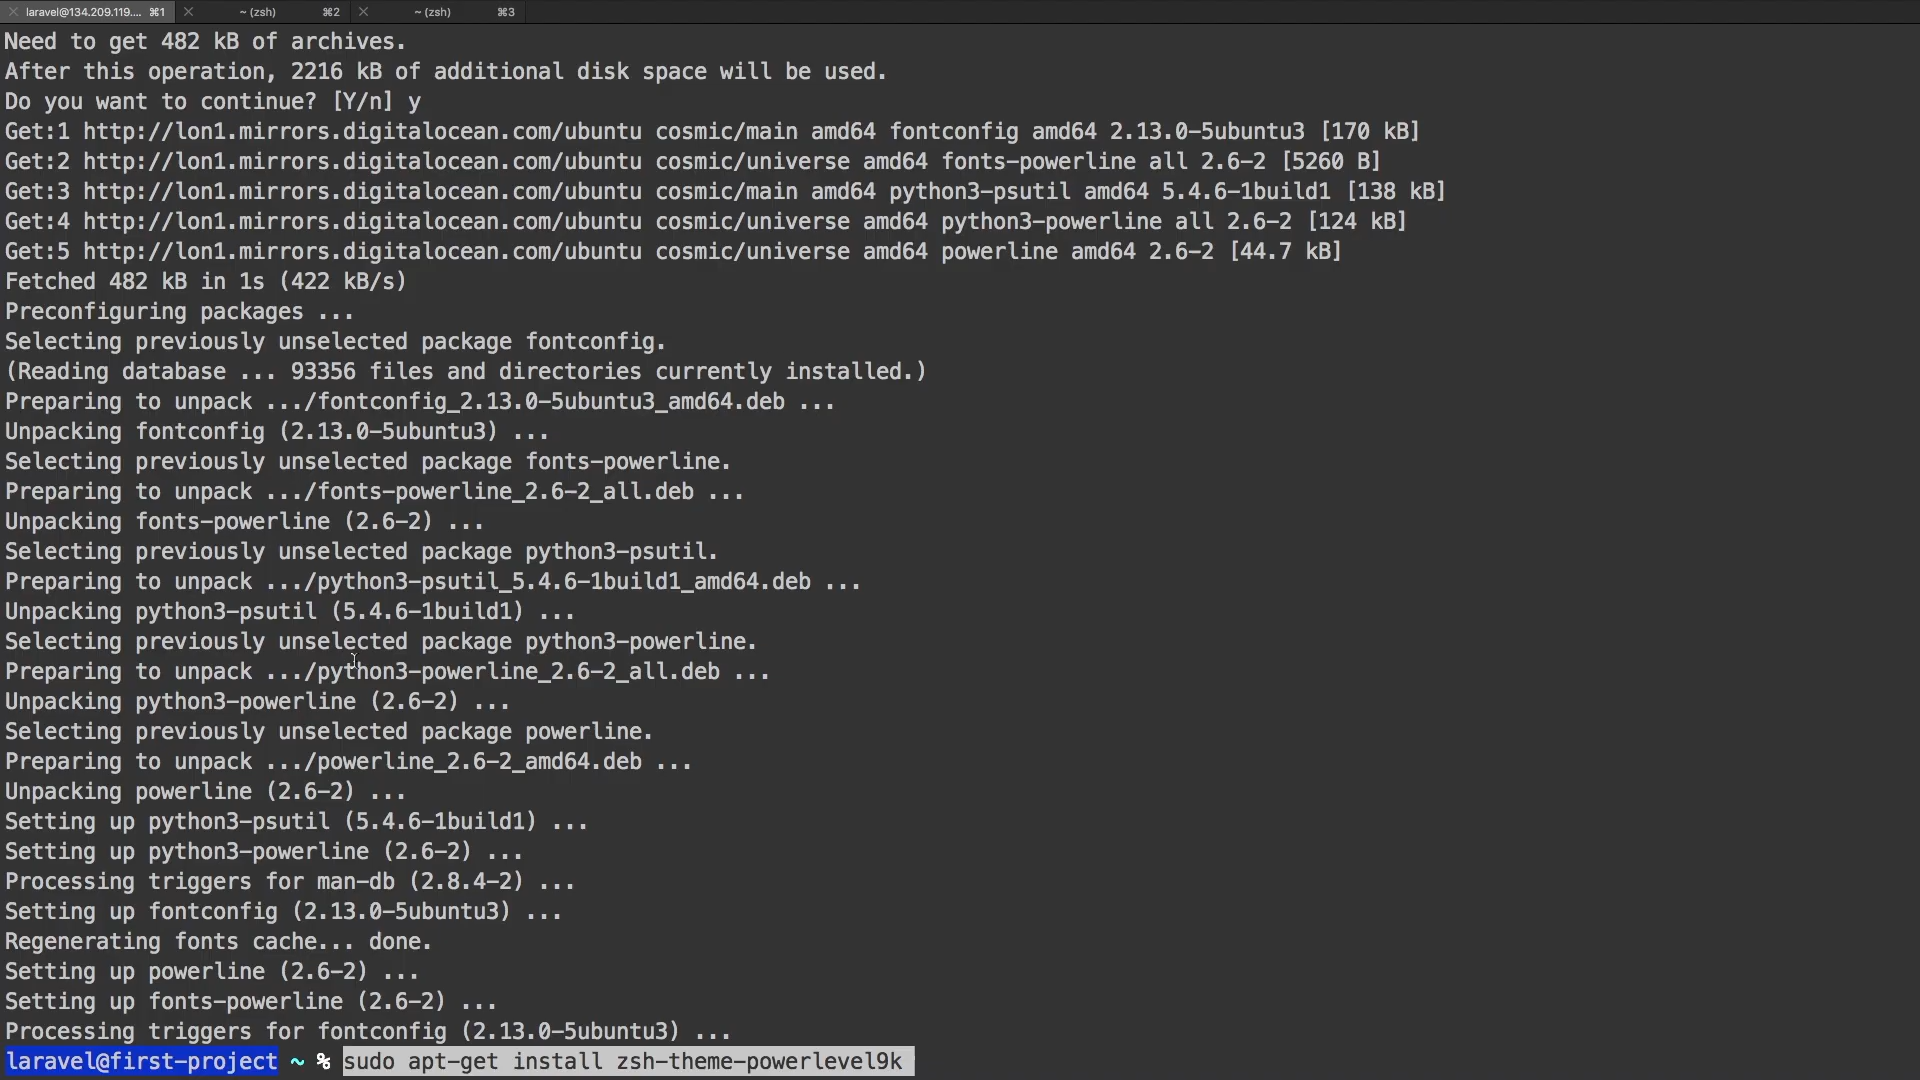 laravel@134.209.119.... ⌘1 ~ (zsh) ⌘2 ~ (zsh) ⌘3
Need to get 482 kB of archives.
After this operation, 2216 kB of additional disk space will be used.
Do you want to continue? [Y/n] y
Get:1 http://lon1.mirrors.digitalocean.com/ubuntu cosmic/main amd64 fontconfig amd64 2.13.0-5ubuntu3 [170 kB]
Get:2 http://lon1.mirrors.digitalocean.com/ubuntu cosmic/universe amd64 fonts-powerline all 2.6-2 [5260 B]
Get:3 http://lon1.mirrors.digitalocean.com/ubuntu cosmic/main amd64 python3-psutil amd64 5.4.6-1build1 [138 kB]
Get:4 http://lon1.mirrors.digitalocean.com/ubuntu cosmic/universe amd64 python3-powerline all 2.6-2 [124 kB]
Get:5 http://lon1.mirrors.digitalocean.com/ubuntu cosmic/universe amd64 powerline amd64 2.6-2 [44.7 kB]
Fetched 482 kB in 1s (422 kB/s)
Preconfiguring packages ...
Selecting previously unselected package fontconfig.
(Reading database ... 93356 files and directories currently installed.)
Preparing to unpack .../fontconfig_2.13.0-5ubuntu3_amd64.deb ...
Unpacking fontconfig (2.13.0-5ubuntu3) ...
Selecting previously unselected package fonts-powerline.
Preparing to unpack .../fonts-powerline_2.6-2_all.deb ...
Unpacking fonts-powerline (2.6-2) ...
Selecting previously unselected package python3-psutil.
Preparing to unpack .../python3-psutil_5.4.6-1build1_amd64.deb ...
Unpacking python3-psutil (5.4.6-1build1) ...
Selecting previously unselected package python3-powerline.
Preparing to unpack .../python3-powerline_2.6-2_all.deb ...
Unpacking python3-powerline (2.6-2) ...
Selecting previously unselected package powerline.
Preparing to unpack .../powerline_2.6-2_amd64.deb ...
Unpacking powerline (2.6-2) ...
Setting up python3-psutil (5.4.6-1build1) ...
Setting up python3-powerline (2.6-2) ...
Processing triggers for man-db (2.8.4-2) ...
Setting up fontconfig (2.13.0-5ubuntu3) ...
Regenerating fonts cache... done.
Setting up powerline (2.6-2) ...
Setting up fonts-powerline (2.6-2) ...
Processing triggers for fontconfig (2.13.0-5ubuntu3) ...
laravel@first-project ~ % sudo apt-get install zsh-theme-powerlevel9k